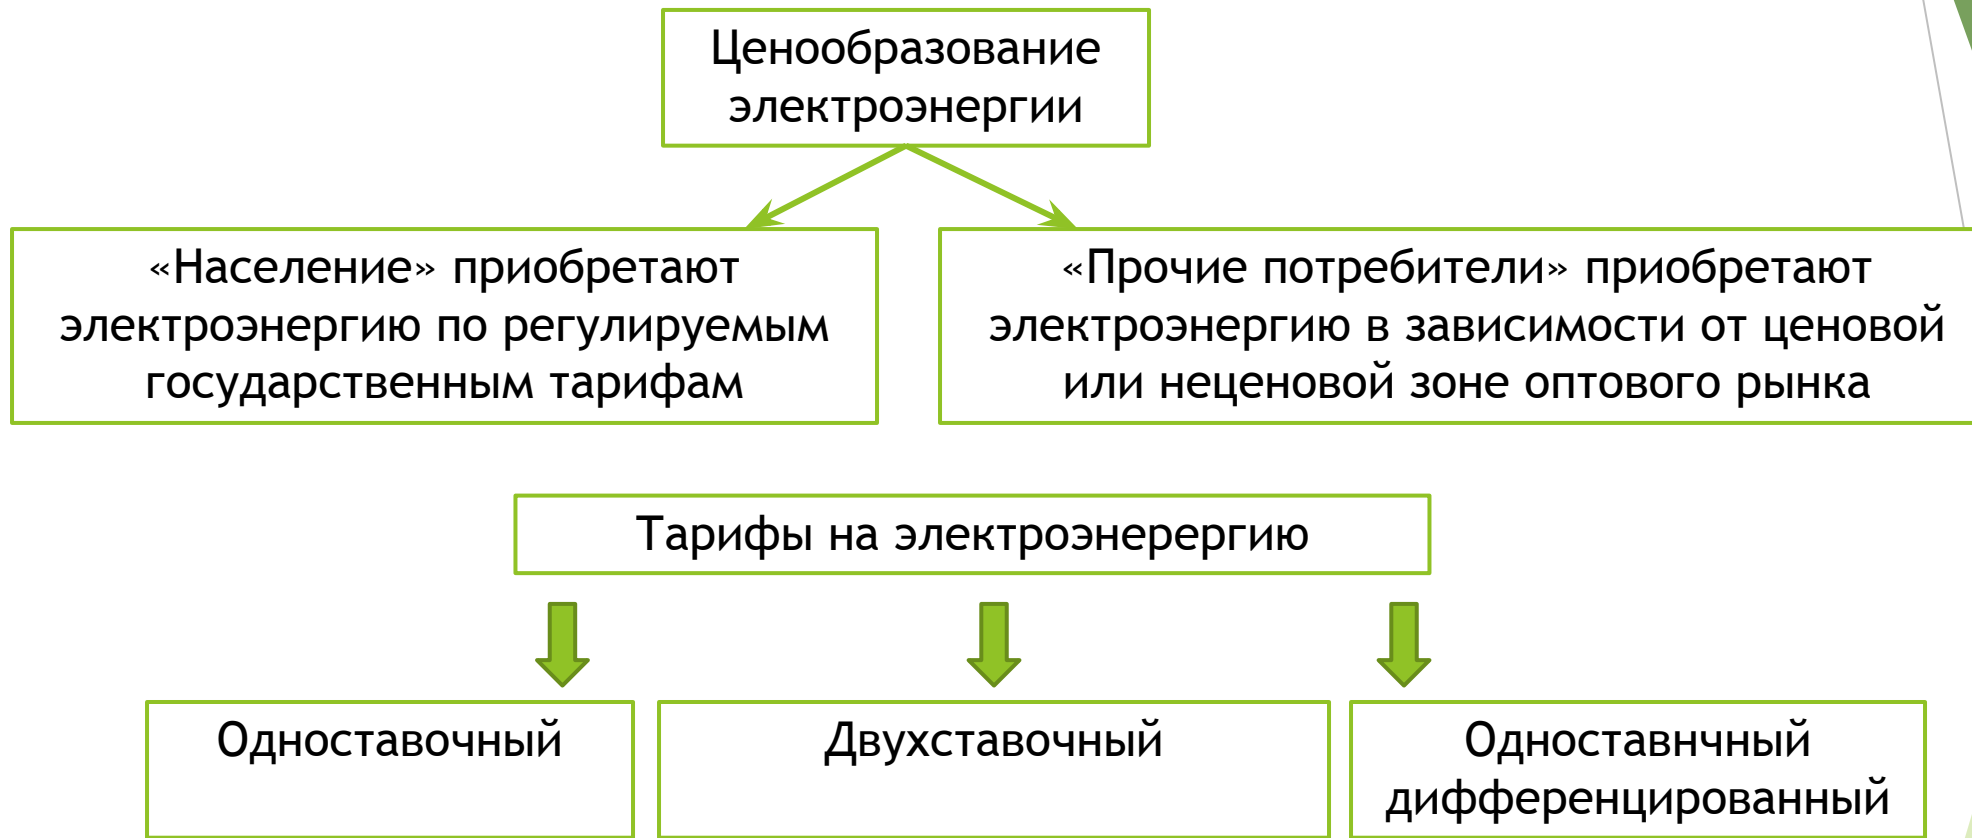 Ценообразование
электроэнергии
«Население» приобретают
электроэнергию по регулируемым
государственным тарифам
«Прочие потребители» приобретают
электроэнергию в зависимости от ценовой
или неценовой зоне оптового рынка
Тарифы на электроэнерергию
Одноставочный
Двухставочный
Одноставнчный
дифференцированный